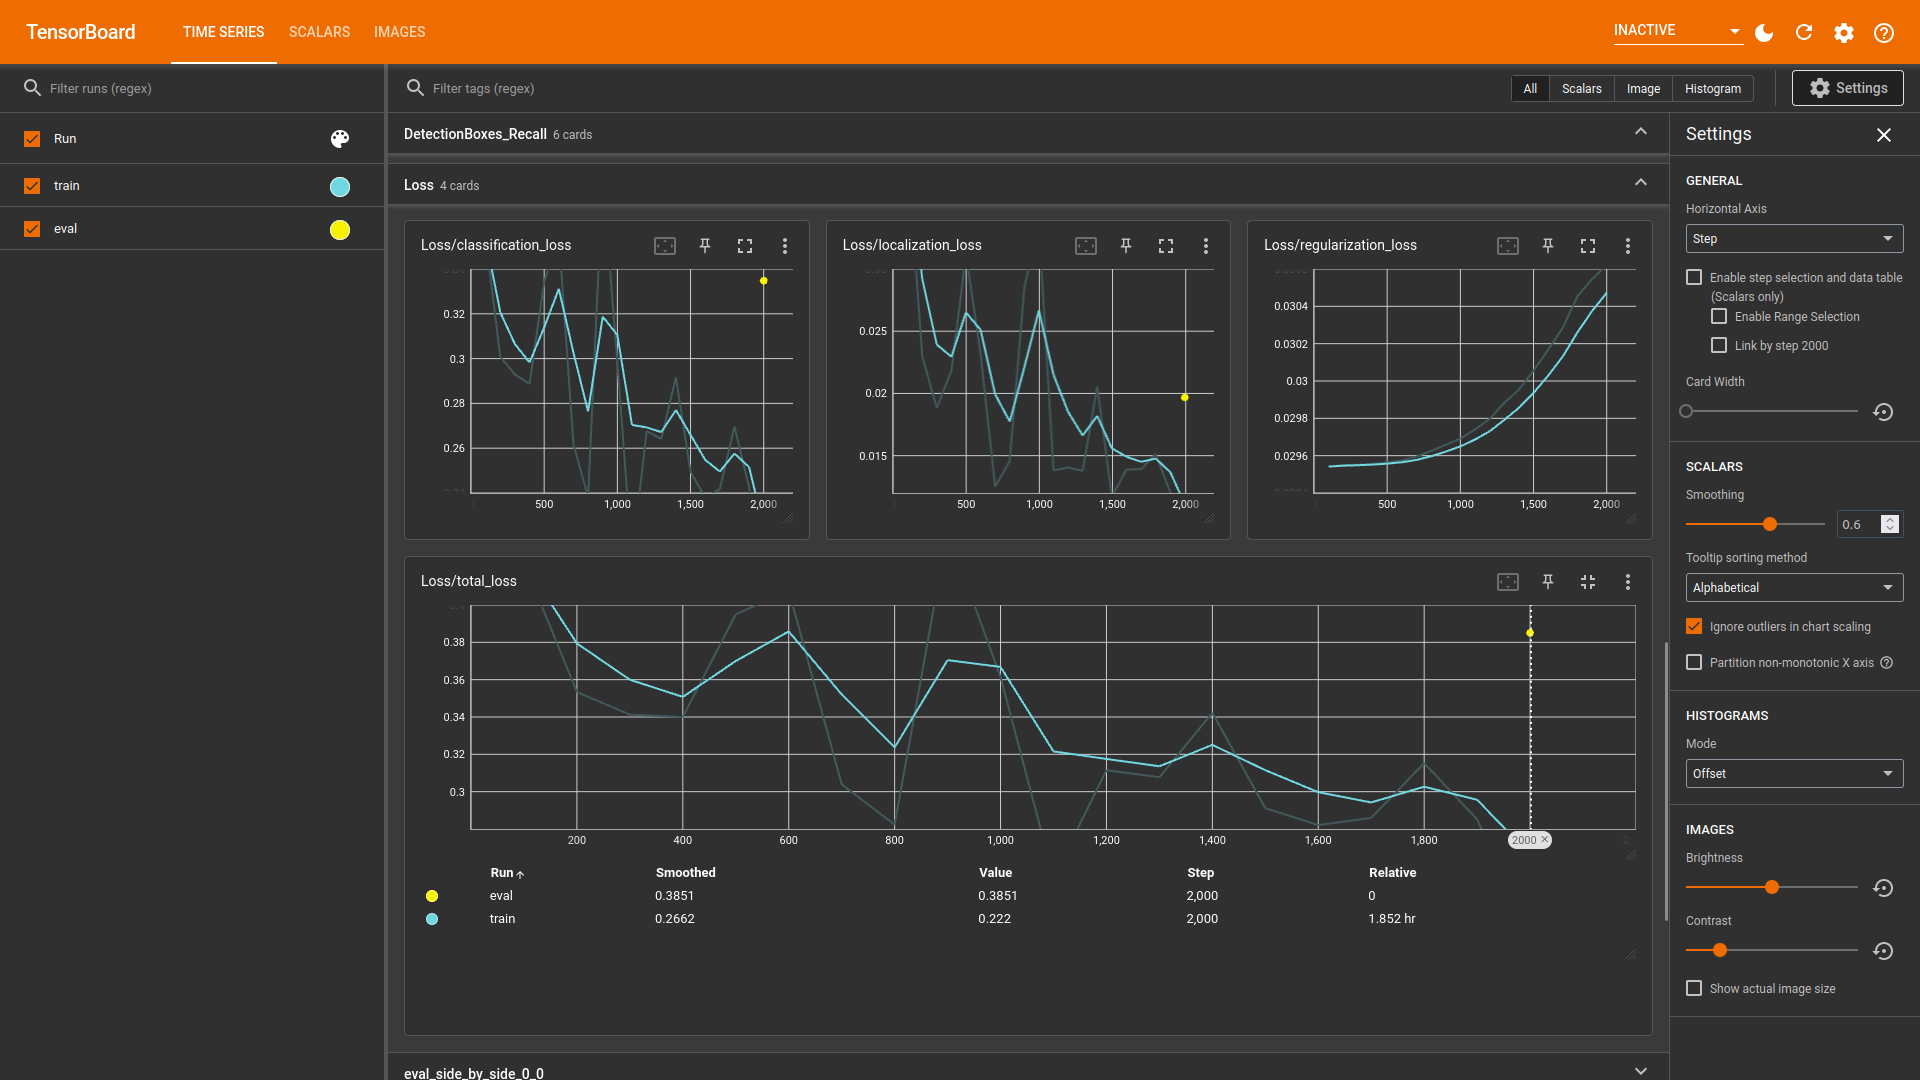 TensorBoard
TIME SERIES
SCALARS
IMAGES
INACTIVE
Filter runs (regex)
Run
train
eval
Filter tags (regex)
All
Scalars
Image
Histogram
Settings
DetectionBoxes_Recall 6 cards
Loss 4 cards
Loss/classification_loss
0.32
0.3
0.28
0.26
500
1,000
1,500
2,000
Loss/localization_loss
0.025
0.02
0.015
500
1,000
1,500
2,000
Loss/regularization_loss
0.0304
0.0302
0.03
0.0298
0.0296
500
1,000
1,500
2,000
Loss/total_loss
0.38
0.36
0.34
0.32
0.3
200
400
600
800
1,000
1,200
1,400
1,600
1,800
2000
Run Smoothed Value Step Relative
eval 0.3851 0.3851 2,000 0
train 0.2662 0.222 2,000 1.852 hr
eval_side_by_side_0_0
Settings
GENERAL
Horizontal Axis
Step
Enable step selection and data table
(Scalars only)
Enable Range Selection
Link by step 2000
Card Width
SCALARS
Smoothing
0.6
Tooltip sorting method
Alphabetical
Ignore outliers in chart scaling
Partition non-monotonic X axis
HISTOGRAMS
Mode
Offset
IMAGES
Brightness
Contrast
Show actual image size